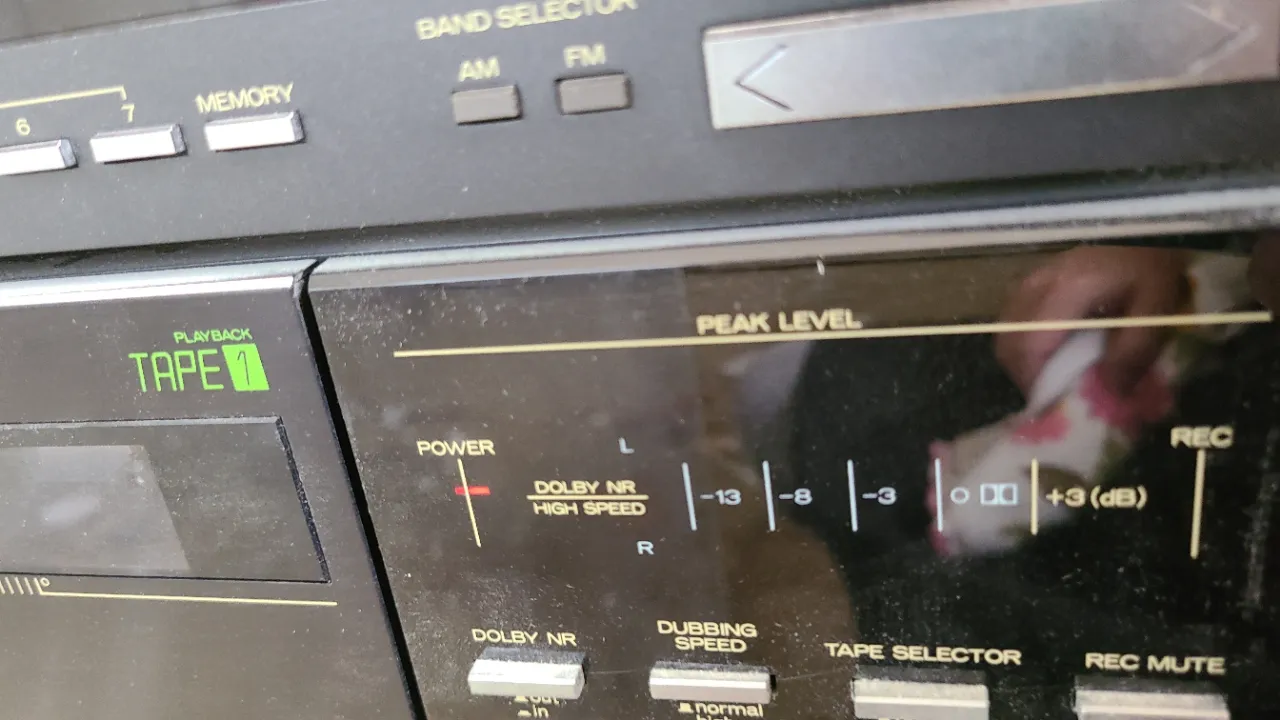 BAND SELECTOR
AM FM
6 7 MEMORY
PLAYBACK
TAPE 1
PEAK LEVEL
POWER L REC
DOLBY NR
HIGH SPEED
-13 -8 -3 0 +3 (dB)
R
DOLBY NR
DUBBING
SPEED
TAPE SELECTOR
REC MUTE
out
in
normal
high